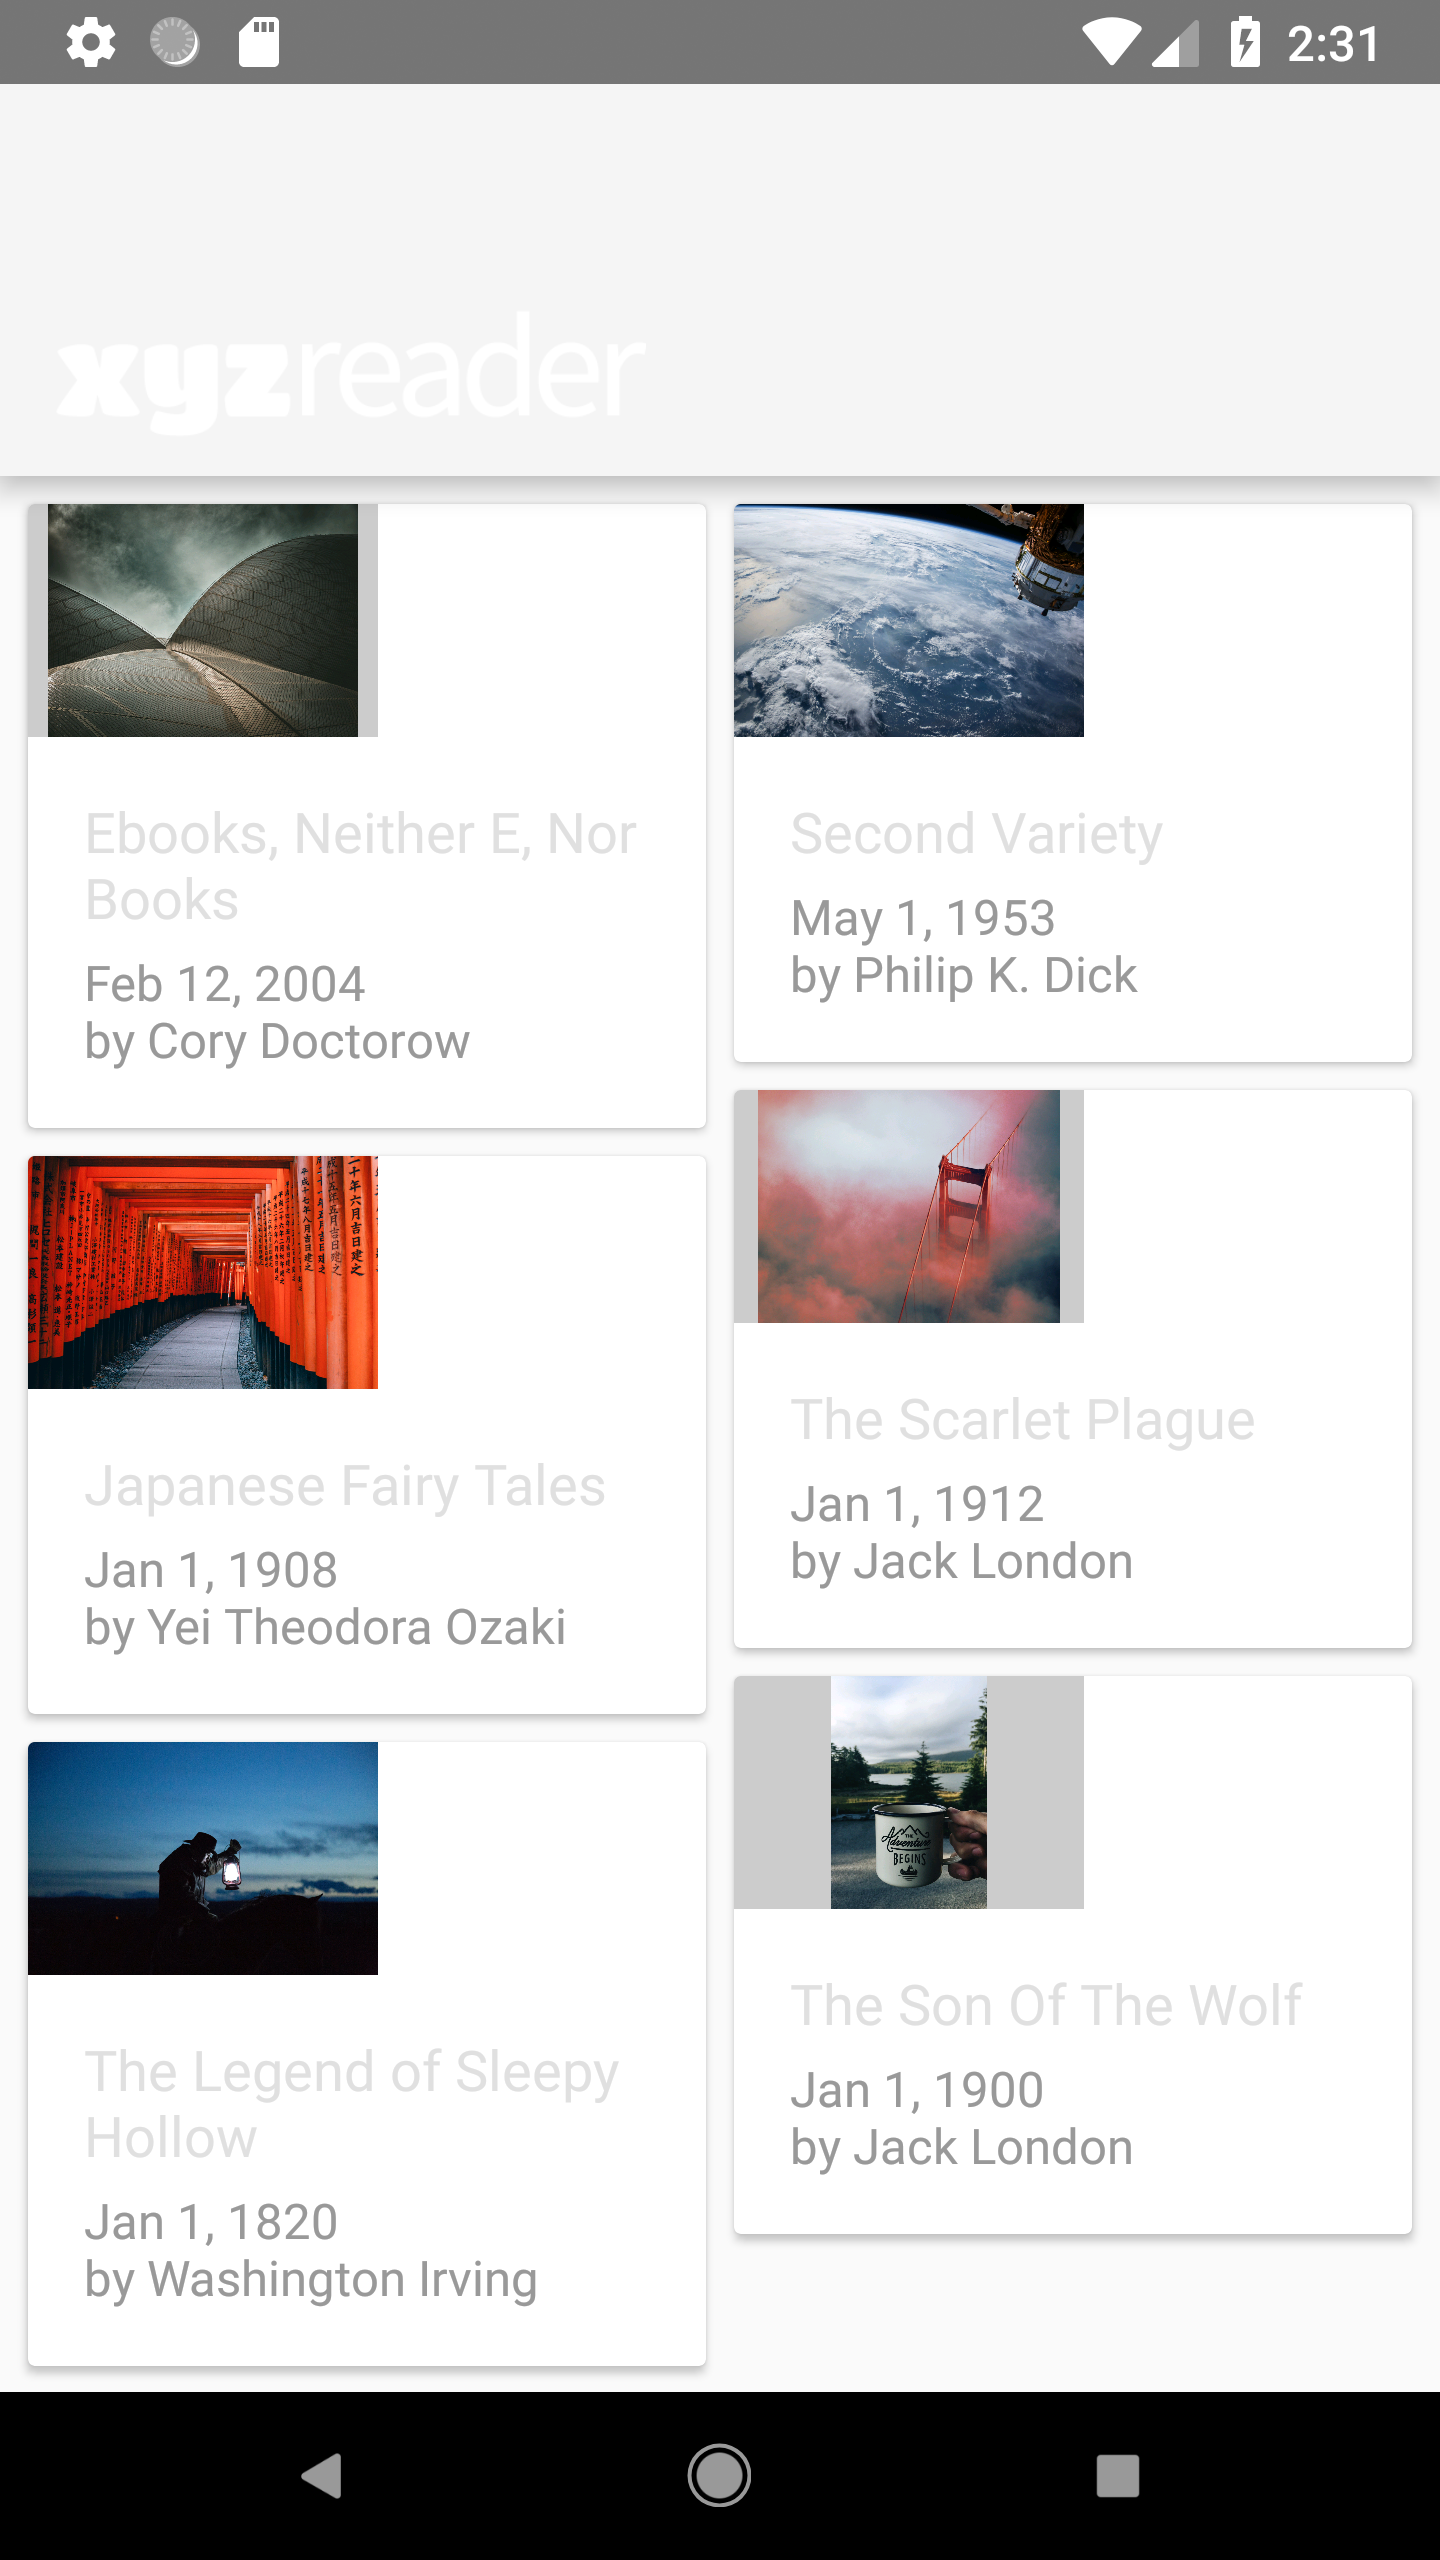 2:31
xyzreader
Ebooks, Neither E, Nor
Books
Feb 12, 2004
by Cory Doctorow
Second Variety
May 1, 1953
by Philip K. Dick
Japanese Fairy Tales
Jan 1, 1908
by Yei Theodora Ozaki
The Scarlet Plague
Jan 1, 1912
by Jack London
The Legend of Sleepy
Hollow
Jan 1, 1820
by Washington Irving
THE
Adventure
BEGINS
The Son Of The Wolf
Jan 1, 1900
by Jack London